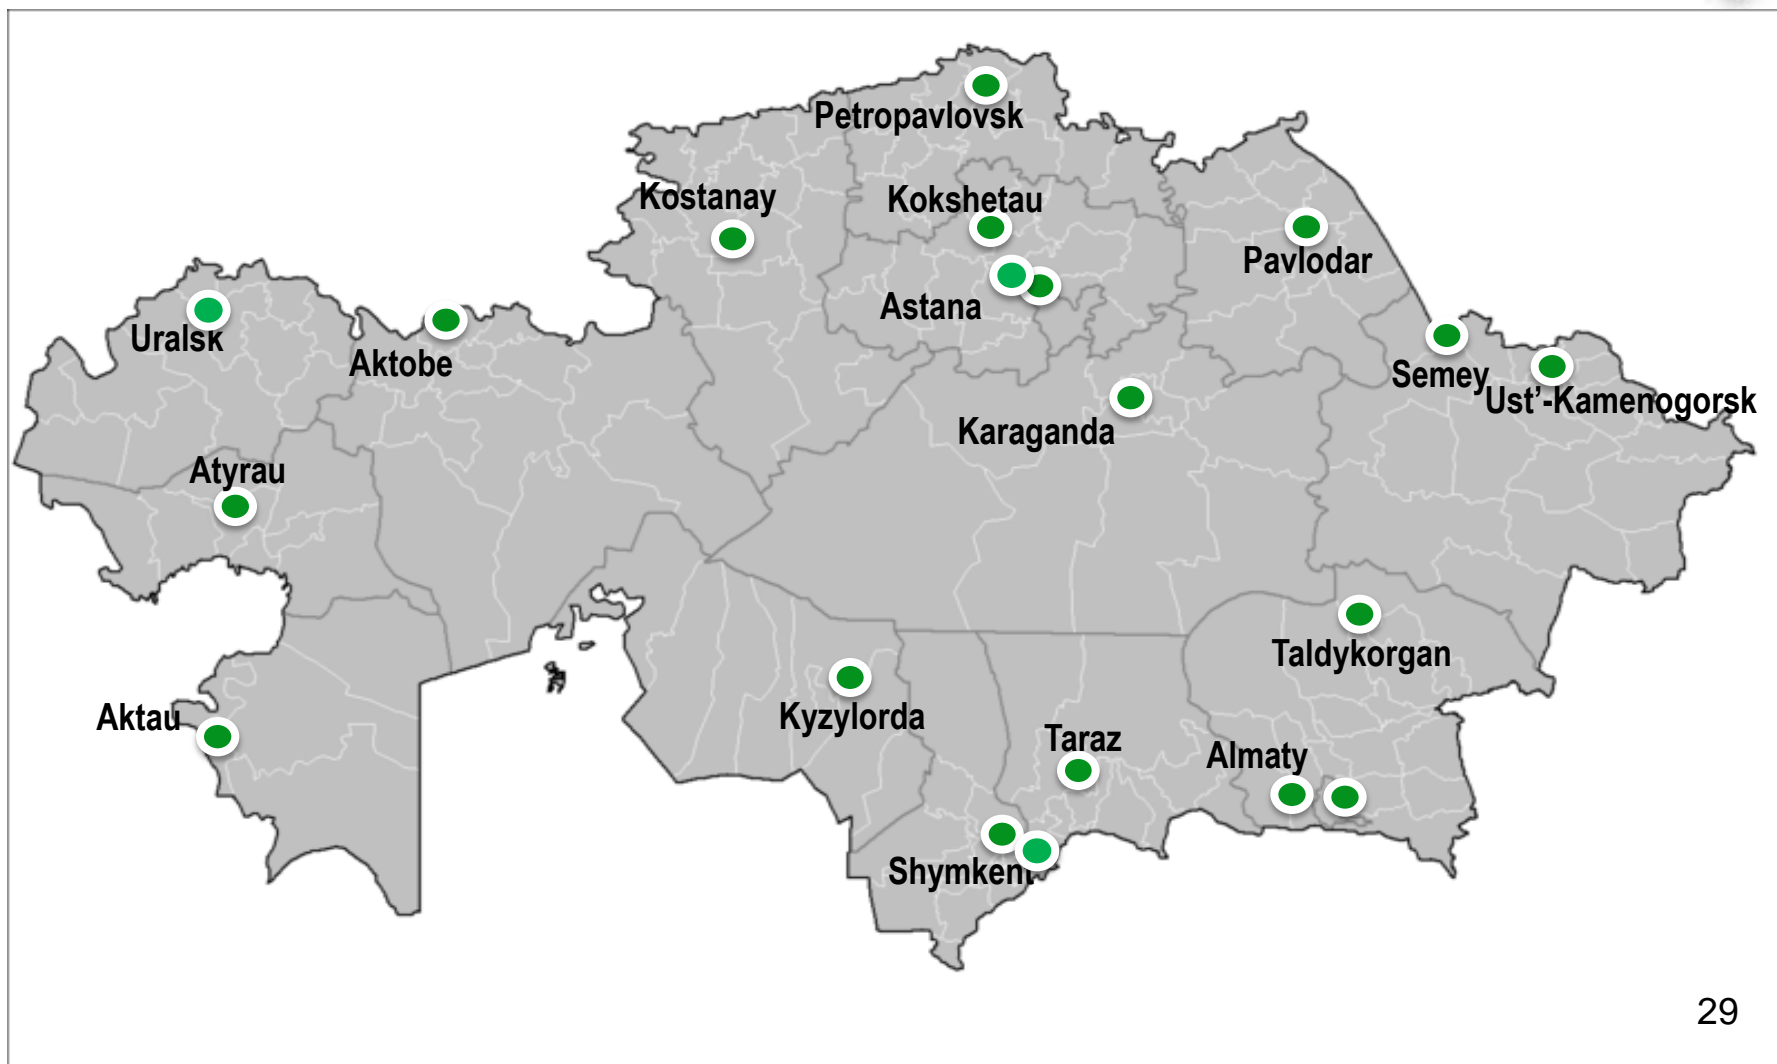 Petropavlovsk
Kostanay
Kokshetau
Pavlodar
Astana
Uralsk
Aktobe
Semey
Ust'-Kamenogorsk
Karaganda
Atyrau
Taldykorgan
Aktau
Kyzylorda
Taraz
Almaty
Shymkent
29